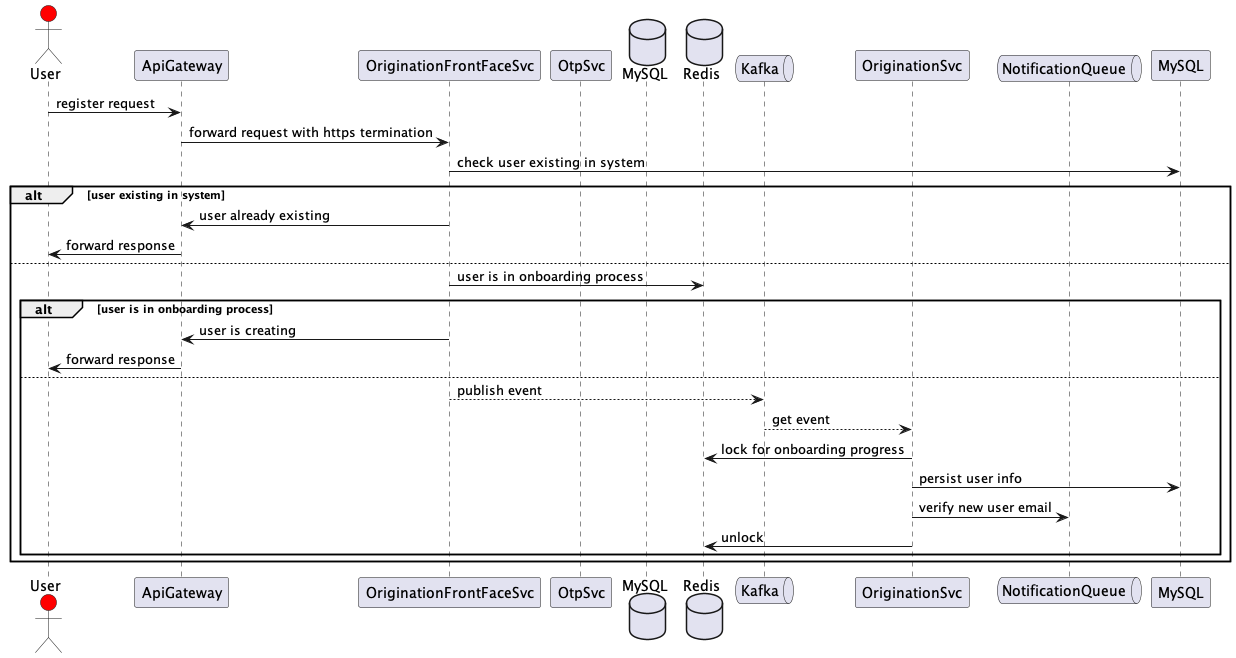 User
ApiGateway
OriginationFrontFaceSvc
OtpSvc
MySQL
Redis
Kafka
OriginationSvc
NotificationQueue
MySQL
register request
forward request with https termination
check user existing in system
alt [user existing in system]
user already existing
forward response
user is in onboarding process
alt [user is in onboarding process]
user is creating
forward response
publish event
get event
lock for onboarding progress
persist user info
verify new user email
unlock
User
ApiGateway
OriginationFrontFaceSvc
OtpSvc
MySQL
Redis
Kafka
OriginationSvc
NotificationQueue
MySQL